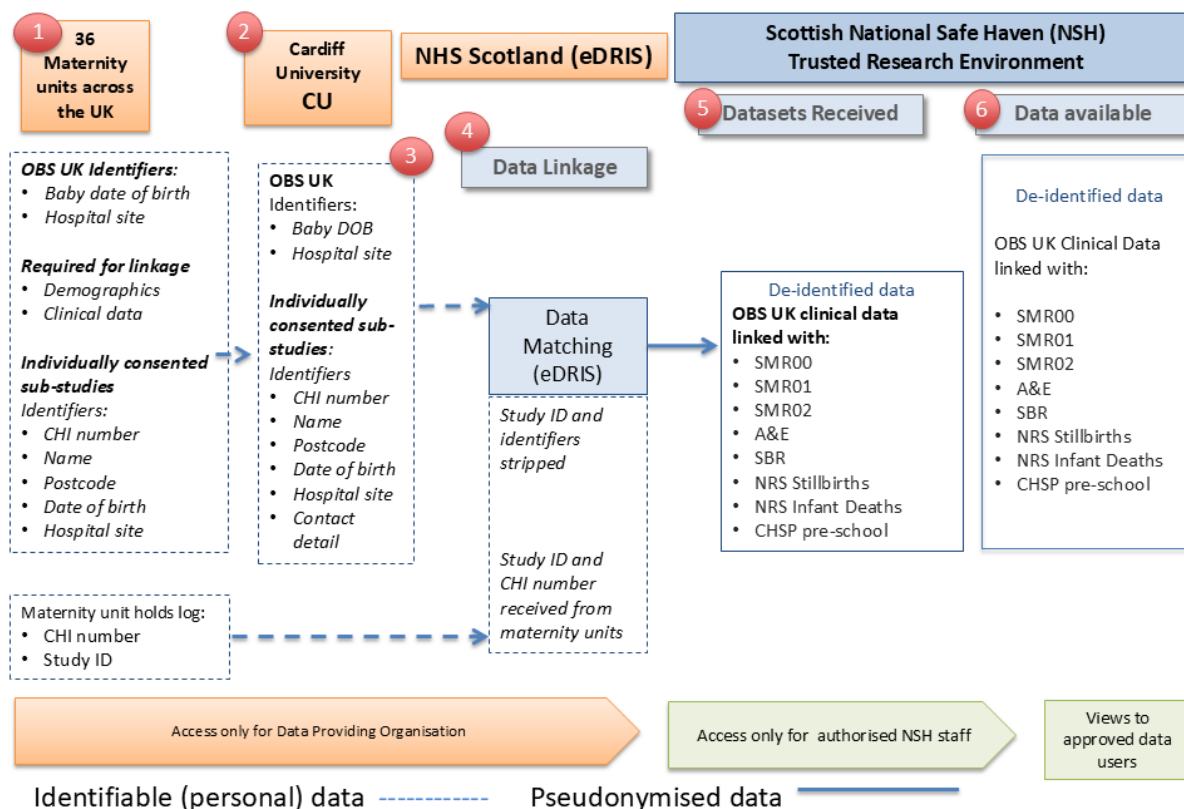 1
36
Maternity
units across
the UK
2
Cardiff
University
CU
NHS Scotland (eDRIS)
Scottish National Safe Haven (NSH)
Trusted Research Environment
3
4
Data Linkage
5
Datasets Received
6
Data available
OBS UK Identifiers:
• Baby date of birth
• Hospital site
Required for linkage
• Demographics
• Clinical data
Individually consented
sub-studies
Identifiers:
• CHI number
• Name
• Postcode
• Date of birth
• Hospital site
OBS UK
Identifiers:
• Baby DOB
• Hospital site
Individually
consented sub-
studies:
Identifiers
• CHI number
• Name
• Postcode
• Date of birth
• Hospital site
• Contact
detail
Data
Matching
(eDRIS)
Study ID and
identifiers
stripped
Study ID and
CHI number
received from
maternity units
De-identified data
OBS UK clinical data
linked with:
• SMR00
• SMR01
• SMR02
• A&E
• SBR
• NRS Stillbirths
• NRS Infant Deaths
• CHSP pre-school
De-identified data
OBS UK Clinical Data
linked with:
• SMR00
• SMR01
• SMR02
• A&E
• SBR
• NRS Stillbirths
• NRS Infant Deaths
• CHSP pre-school
Maternity unit holds log:
• CHI number
• Study ID
Access only for Data Providing Organisation
Access only for authorised NSH staff
Views to
approved data
users
Identifiable (personal) data
Pseudonymised data